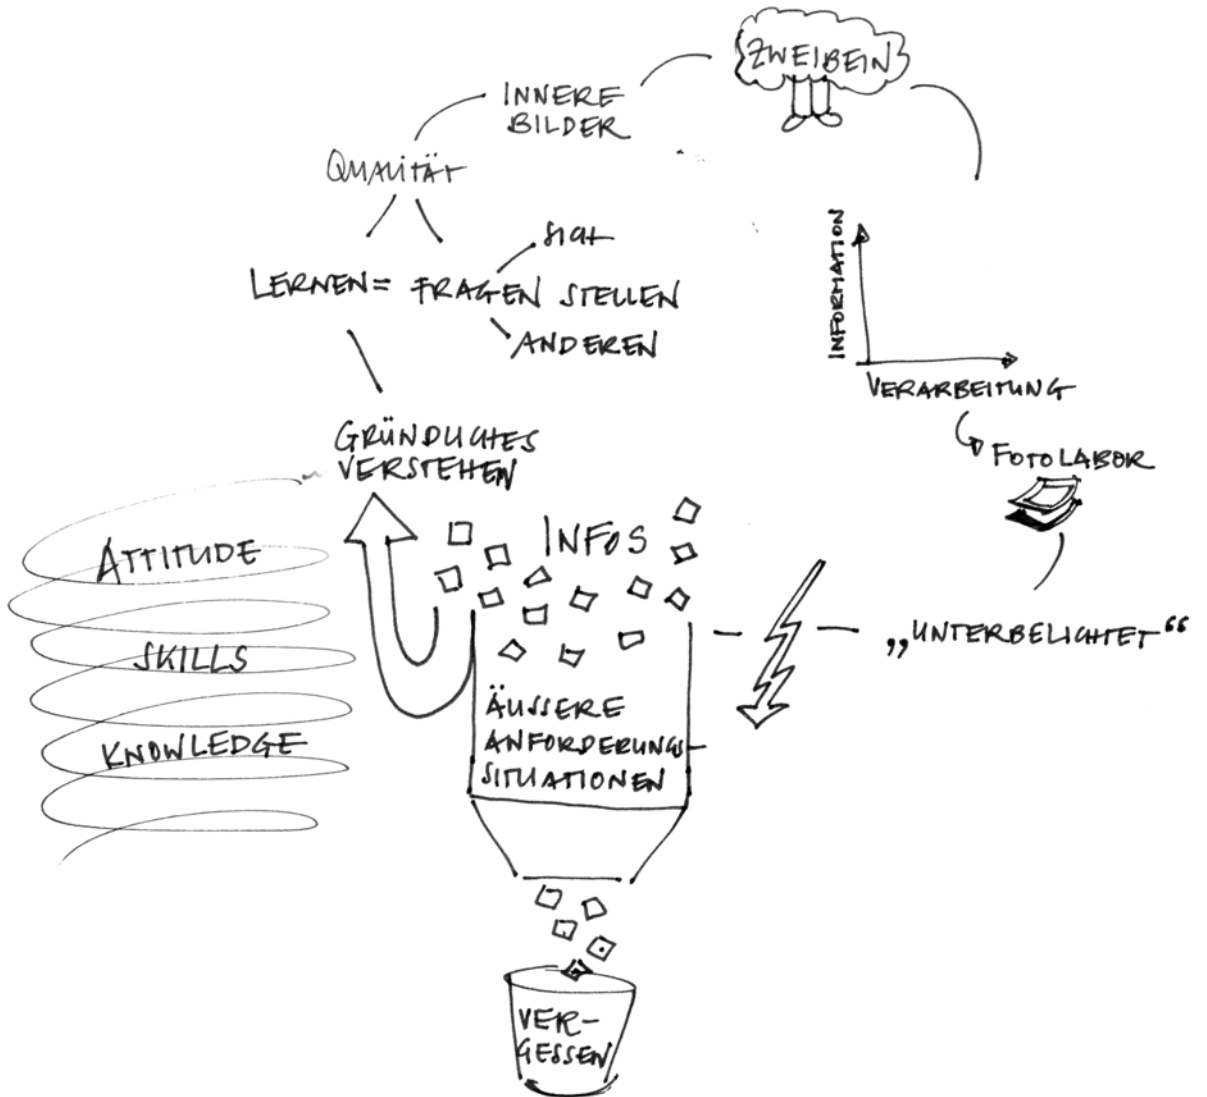 ZWEIBEIN
INNERE
BILDER
QUALITÄT
SICH
LERNEN = FRAGEN STELLEN
ANDEREN
INFORMATION
VERARBEITUNG
FOTOLABOR
GRÜNDLICHES
VERSTEHEN
INFOS
ATTITUDE
SKILLS
KNOWLEDGE
„UNTERBELICHTET“
ÄUSSERE
ANFORDERUNGS-
SITUATIONEN
VER-
GESSEN